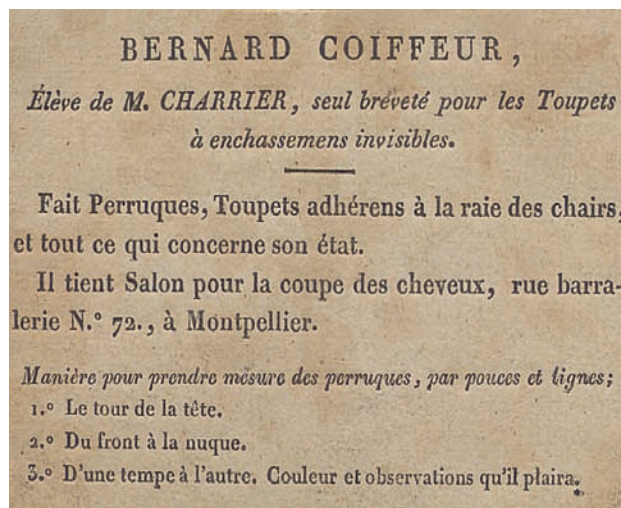 BERNARD COIFFEUR,
Élève de M. CHARRIER, seul bréveté pour les Toupets
à enchassemens invisibles.
Fait Perruques, Toupets adhérens à la raie des chairs,
et tout ce qui concerne son état.
Il tient Salon pour la coupe des cheveux, rue barra-
lerie N.° 72., à Montpellier.
Manière pour prendre mesure des perruques, par pouces et lignes;
1.° Le tour de la tête.
2.° Du front à la nuque.
3.° D'une tempe à l'autre. Couleur et observations qu'il plaira.